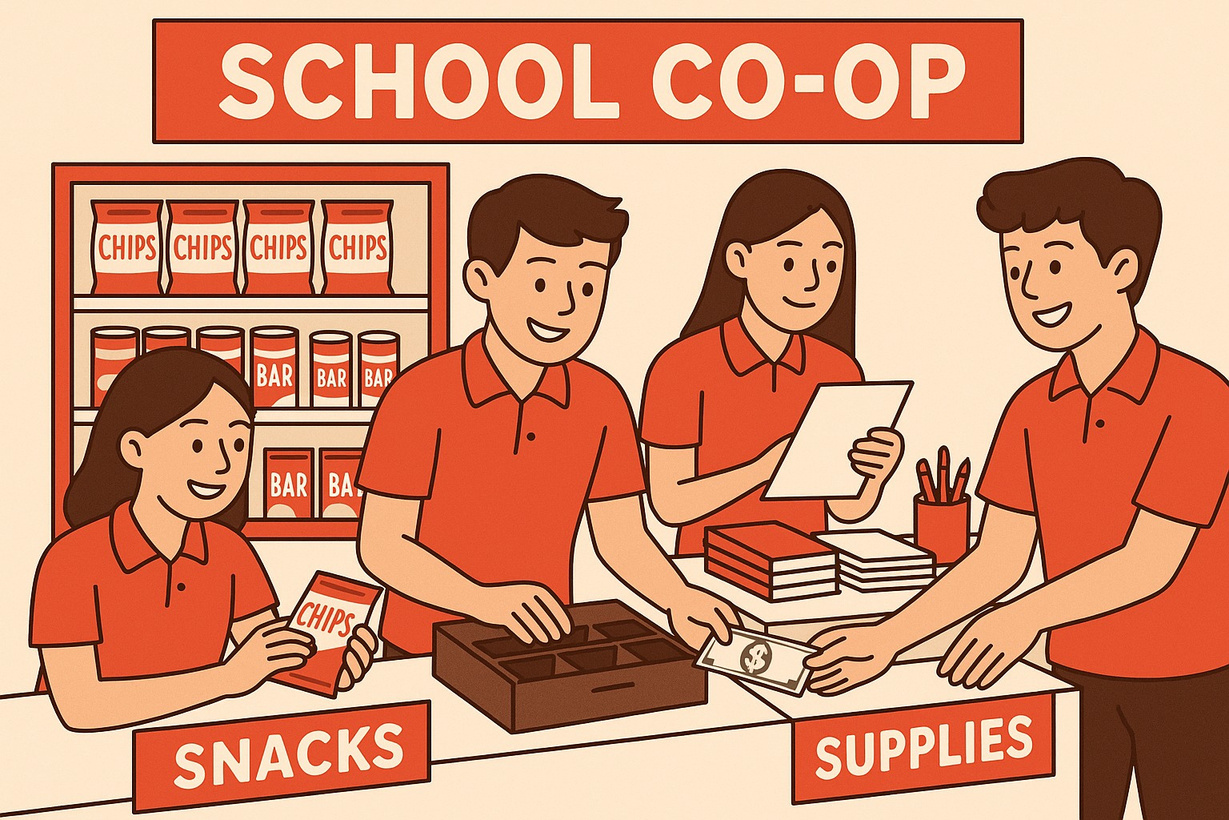 SCHOOL CO-OP
CHIPS CHIPS CHIPS CHIPS
BAR BAR BAR
BAR
CHIPS
$
SNACKS
SUPPLIES